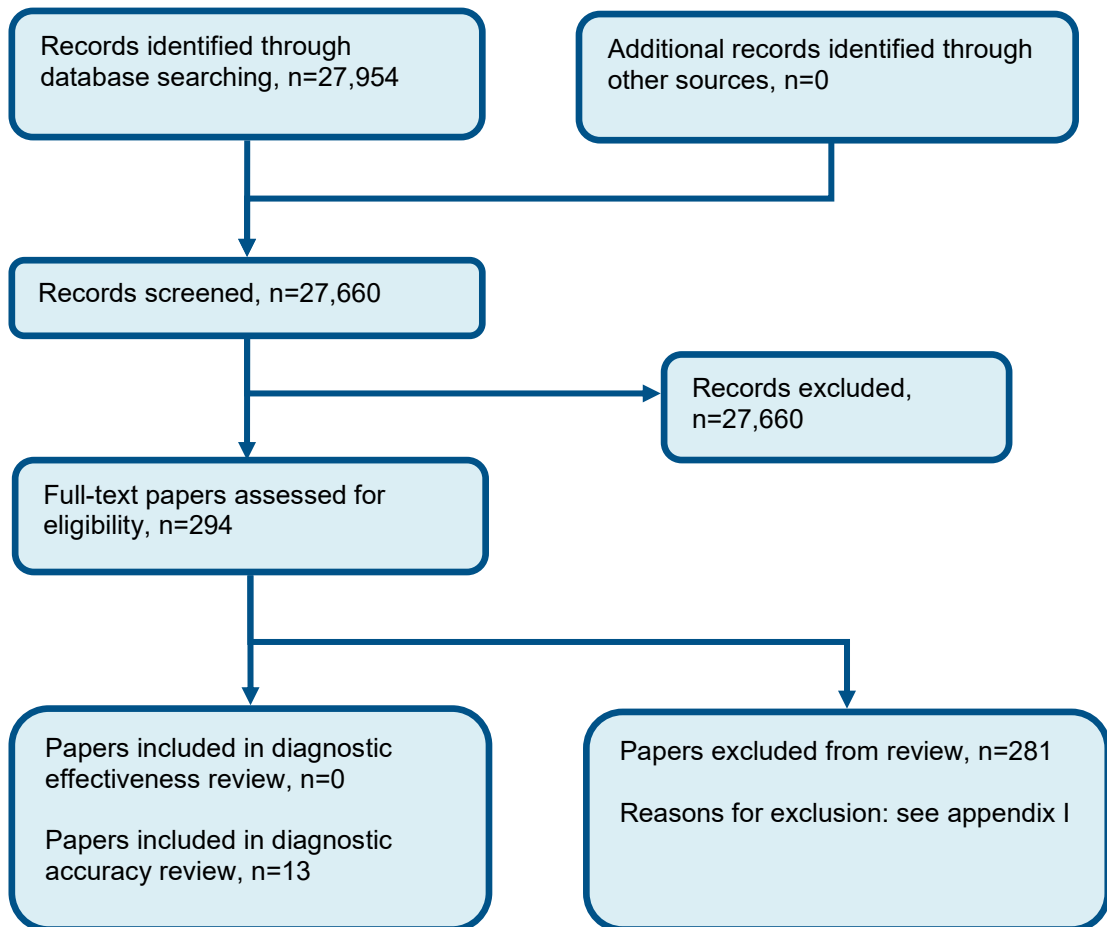 Records identified through
database searching, n=27,954
Additional records identified through
other sources, n=0
Records screened, n=27,660
Records excluded,
n=27,660
Full-text papers assessed for
eligibility, n=294
Papers included in diagnostic
effectiveness review, n=0
Papers included in diagnostic
accuracy review, n=13
Papers excluded from review, n=281
Reasons for exclusion: see appendix I